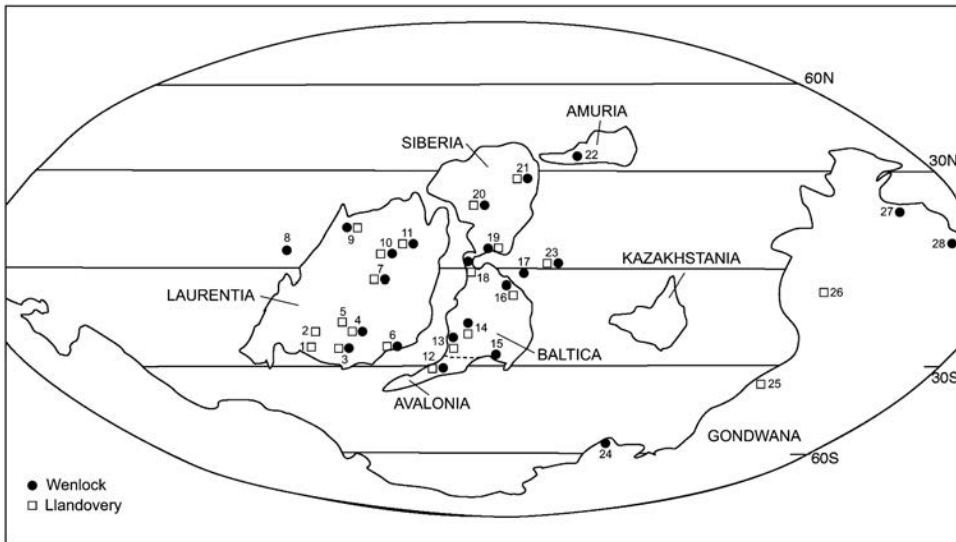 60N
AMURIA
SIBERIA
22
30N
21
20
27
9
11
19
8
10
28
23
17
KAZAKHSTANIA
7
18
LAURENTIA
16
26
5
2
4
14
13
6
1
3
15
BALTICA
12
30S
25
AVALONIA
GONDWANA
24
60S
Wenlock
Llandovery